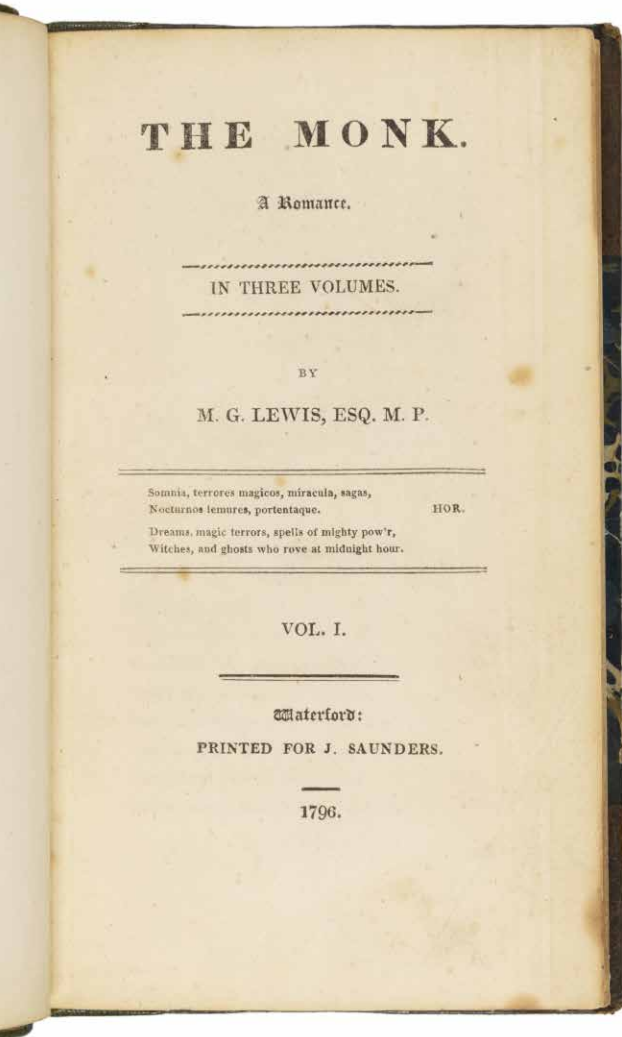 THE MONK.
A Romance.
IN THREE VOLUMES.
BY
M. G. LEWIS, ESQ. M. P.
Somnia, terrores magicos, miracula, sagas,
Nocturnos lemures, portentaque. HOR.
Dreams, magic terrors, spells of mighty pow'r,
Witches, and ghosts who rove at midnight hour.
VOL. I.
Waterford:
PRINTED FOR J. SAUNDERS.
1796.